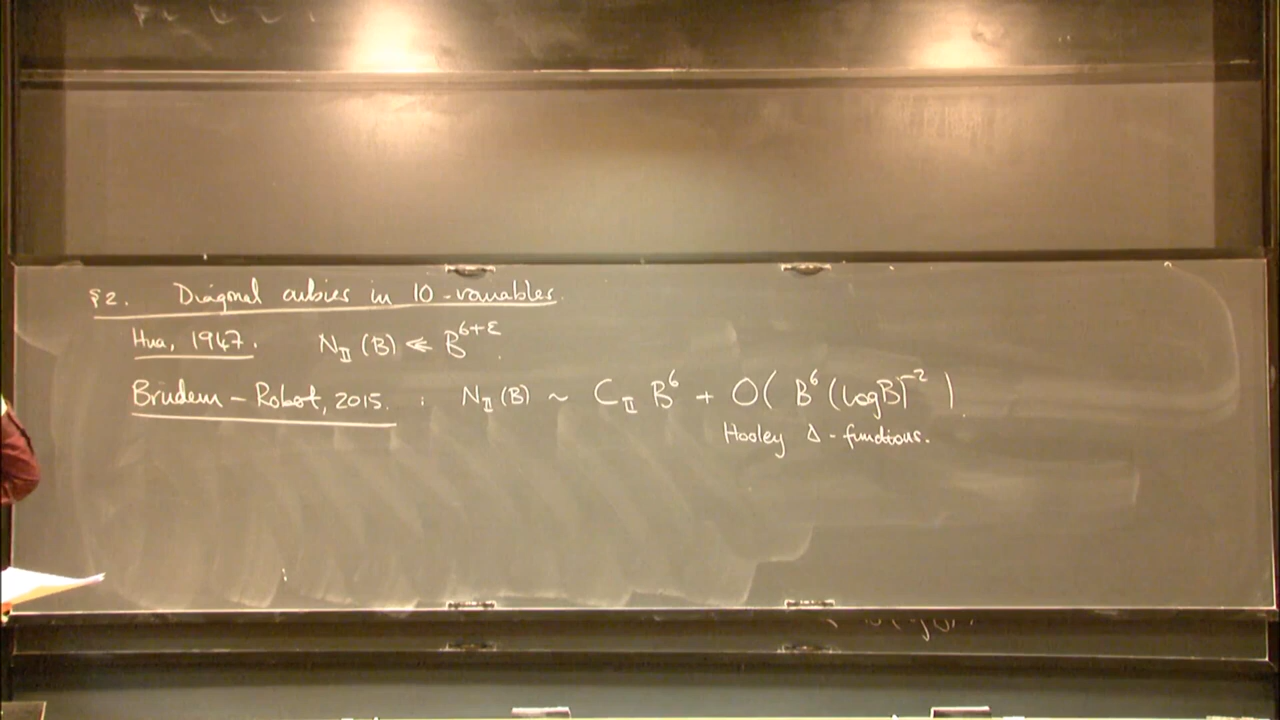 §2. Diagonal cubics in 10-variables.
Hua, 1947. N_II (B) ≪ B^{6+ε}.
Brüdern - Robert, 2015. : N_II (B) ~ C_II B^6 + O( B^6 (log B)^{-2} ).
Hooley Δ-functions.